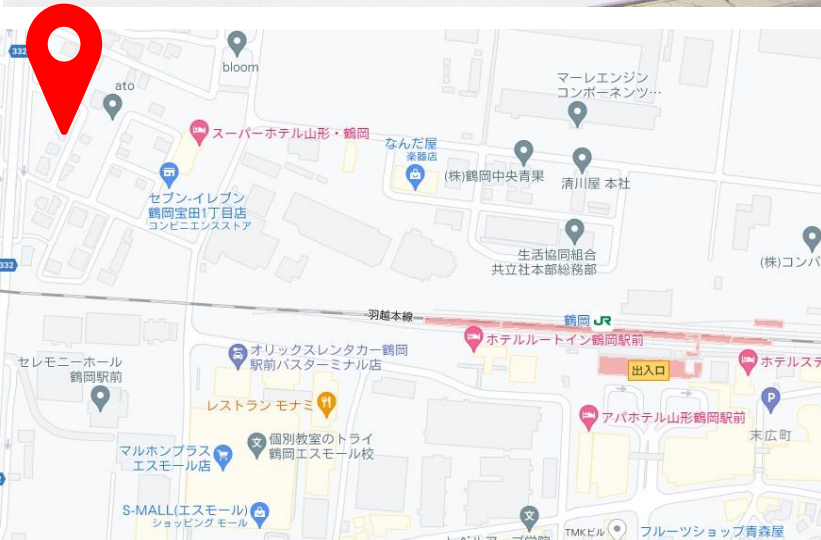 332
bloom
ato
マーレエンジン
コンポーネンツ…
スーパーホテル山形・鶴岡
なんだ屋
楽器店
(株)鶴岡中央青果
清川屋 本社
セブン-イレブン
鶴岡宝田1丁目店
コンビニエンスストア
生活協同組合
共立社本部総務部
(株)コンパ
332
羽越本線
鶴岡 JR
ホテルルートイン鶴岡駅前
オリックスレンタカー鶴岡
駅前バスターミナル店
セレモニーホール
鶴岡駅前
ホテルステ
出入口
P
レストラン モナミ
アパホテル山形鶴岡駅前
末広町
文
個別教室のトライ
鶴岡エスモール校
マルホンプラス
エスモール店
S-MALL(エスモール)
ショッピング モール
文
TMKビル
フルーツショップ青森屋